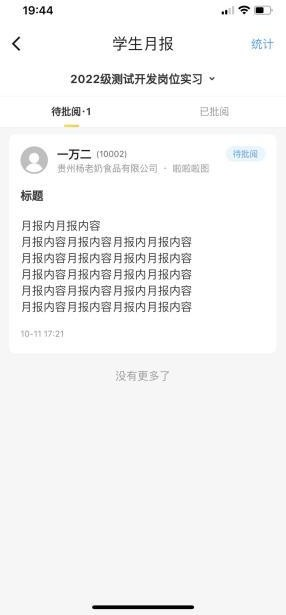 19:44
学生月报
统计
2022级测试开发岗位实习
待批阅·1
已批阅
一万二 (10002)
待批阅
贵州杨老奶食品有限公司 · 啦啦啦图
标题
月报内月报内容
月报内容月报内容月报内月报内容
月报内容月报内容月报内月报内容
月报内容月报内容月报内月报内容
月报内容月报内容月报内月报内容
月报内容月报内容月报内月报内容
10-11 17:21
没有更多了